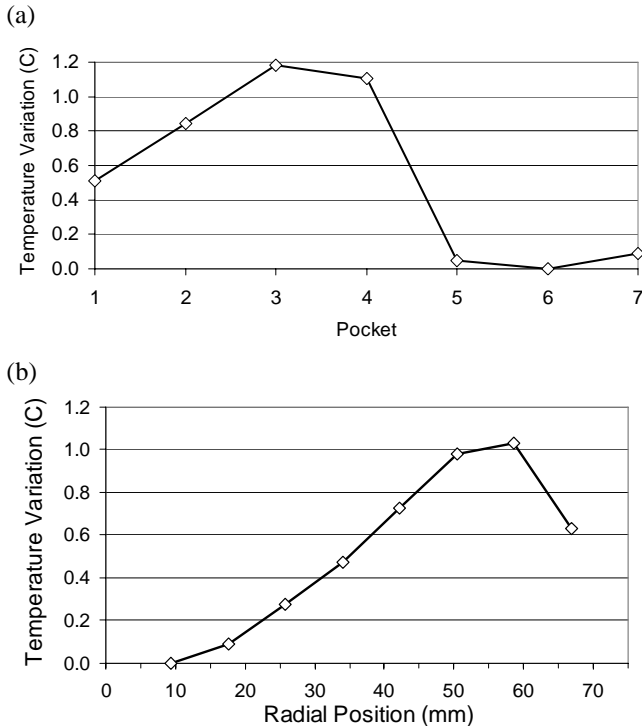 (a)
Temperature Variation (C)
1.2
1.0
0.8
0.6
0.4
0.2
0.0
1 2 3 4 5 6 7
Pocket
(b)
Temperature Variation (C)
1.2
1.0
0.8
0.6
0.4
0.2
0.0
0 10 20 30 40 50 60 70
Radial Position (mm)